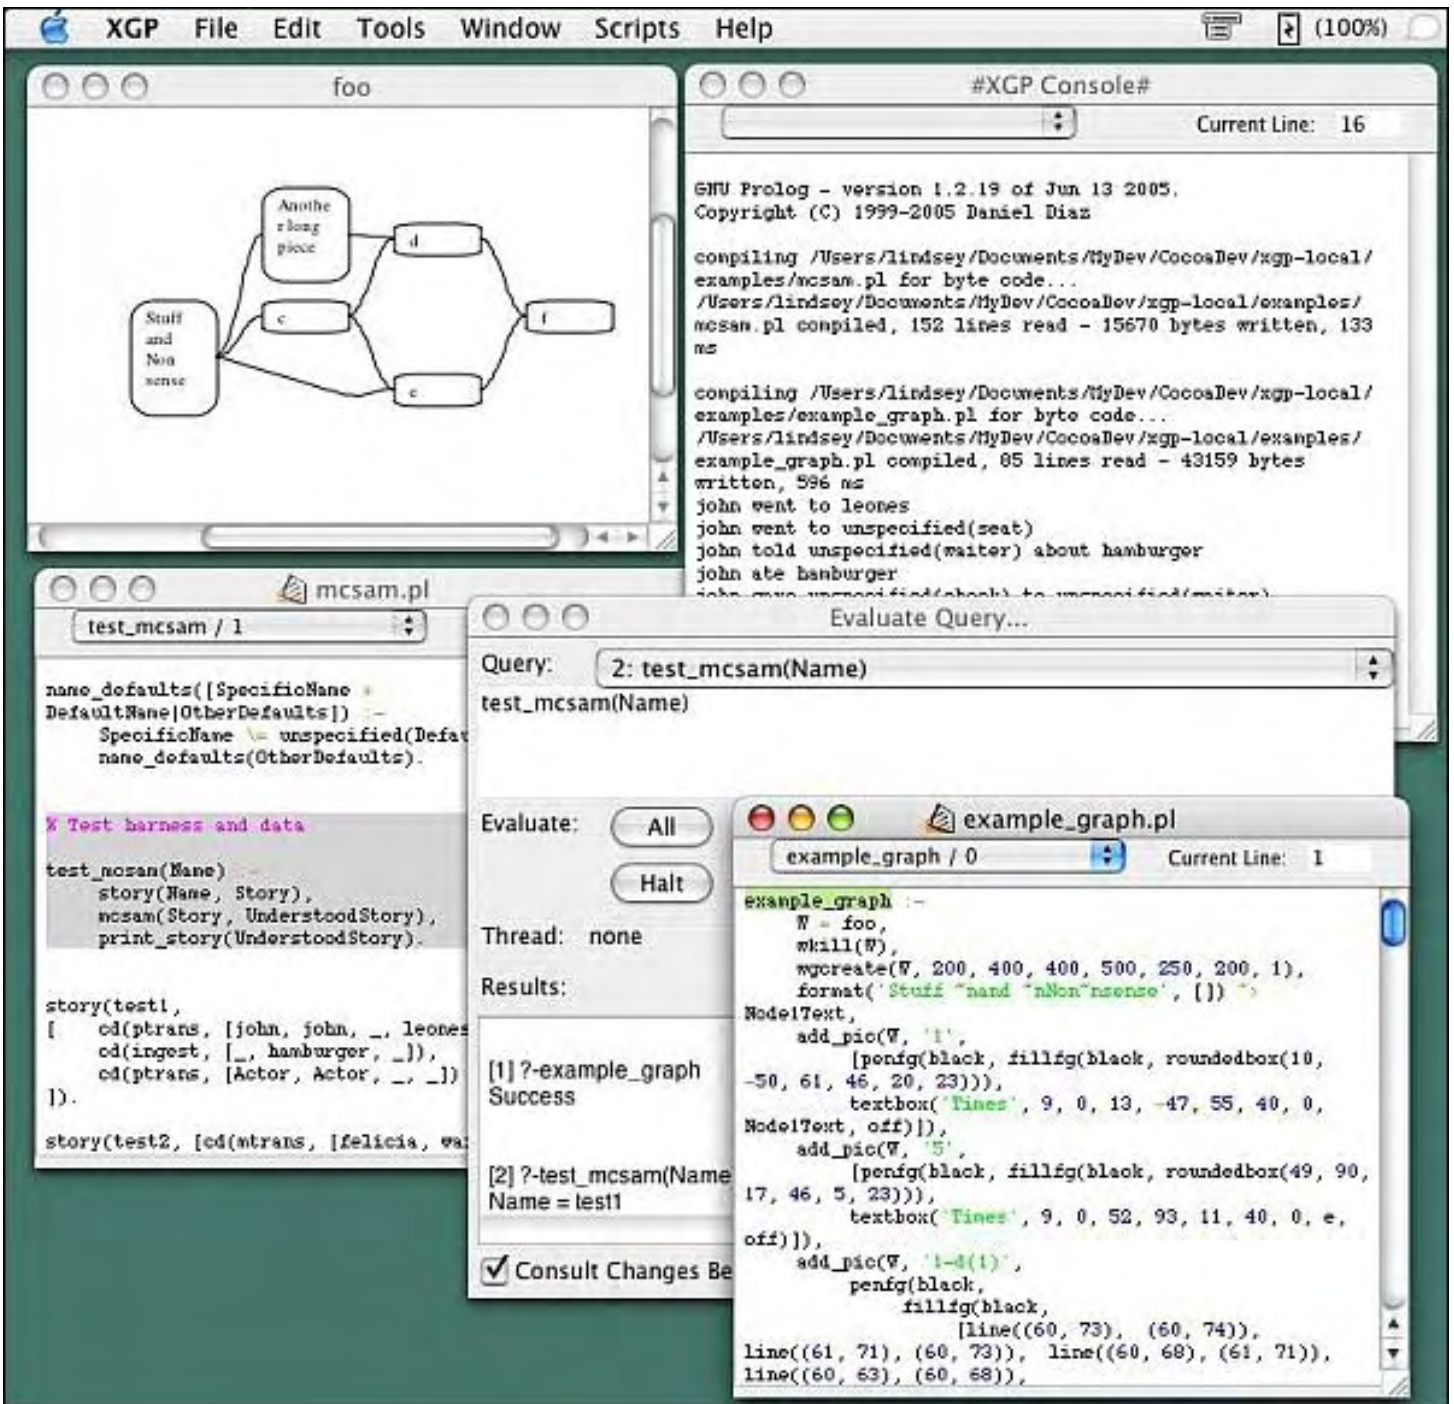 XGP File Edit Tools Window Scripts Help (100%)
foo
Anothe
r long
piece
d
c
f
Stuff
and
Non
sense
e
#XGP Console#
Current Line: 16
GNU Prolog - version 1.2.19 of Jun 13 2005.
Copyright (C) 1999-2005 Daniel Diaz
compiling /Users/lindsey/Documents/MyDev/CocoaDev/xgp-local/
examples/mcsam.pl for byte code...
/Users/lindsey/Documents/MyDev/CocoaDev/xgp-local/examples/
mcsam.pl compiled, 152 lines read - 15670 bytes written, 133
ms
compiling /Users/lindsey/Documents/MyDev/CocoaDev/xgp-local/
examples/example_graph.pl for byte code...
/Users/lindsey/Documents/MyDev/CocoaDev/xgp-local/examples/
example_graph.pl compiled, 85 lines read - 43159 bytes
written, 596 ms
john went to leones
john went to unspecified(seat)
john told unspecified(waiter) about hamburger
john ate hamburger
john gave unspecified(check) to unspecified(waiter)
mcsam.pl
test_mcsam / 1
name_defaults([SpecificName
DefaultName|OtherDefaults]) :-
SpecificName \= unspecified(Defau
name_defaults(OtherDefaults).
% Test harness and data
test_mcsam(Name) :-
story(Name, Story),
mcsam(Story, UnderstoodStory),
print_story(UnderstoodStory).
story(test1,
[ cd(ptrans, [john, john, _, leones
cd(ingest, [_, hamburger, _]),
cd(ptrans, [Actor, Actor, _, _])
]).
story(test2, [cd(mtrans, [felicia, wa
Evaluate Query...
Query: 2: test_mcsam(Name)
test_mcsam(Name)
Evaluate: All
Halt
Thread: none
Results:
[1] ?-example_graph
Success
[2] ?-test_mcsam(Name
Name = test1
Consult Changes Be
example_graph.pl
example_graph / 0 Current Line: 1
example_graph :-
W = foo,
wkill(W),
wgcreate(W, 200, 400, 400, 500, 250, 200, 1),
format('Stuff ~nand ~nNon~nsense', []) ~>
Node1Text,
add_pic(W, '1',
[penfg(black, fillfg(black, roundedbox(10,
-50, 61, 46, 20, 23))),
textbox('Times', 9, 0, 13, -47, 55, 40, 0,
Node1Text, off)]),
add_pic(W, '5',
[penfg(black, fillfg(black, roundedbox(49, 90,
17, 46, 5, 23))),
textbox('Times', 9, 0, 52, 93, 11, 40, 0, e,
off)]),
add_pic(W, '1-d(1)',
penfg(black,
fillfg(black,
[line((60, 73), (60, 74)),
line((61, 71), (60, 73)), line((60, 68), (61, 71)),
line((60, 63), (60, 68)),